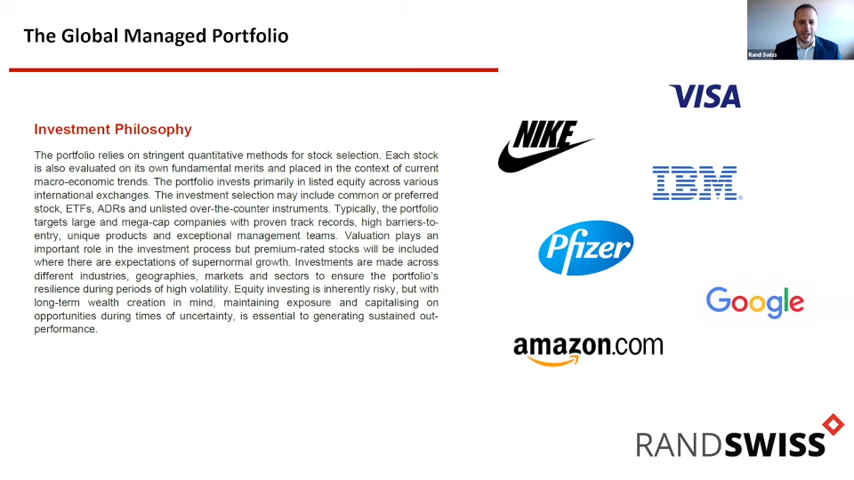 The Global Managed Portfolio
Rand Swiss
Investment Philosophy
The portfolio relies on stringent quantitative methods for stock selection. Each stock
is also evaluated on its own fundamental merits and placed in the context of current
macro-economic trends. The portfolio invests primarily in listed equity across various
international exchanges. The investment selection may include common or preferred
stock, ETFs, ADRs and unlisted over-the-counter instruments. Typically, the portfolio
targets large and mega-cap companies with proven track records, high barriers-to-
entry, unique products and exceptional management teams. Valuation plays an
important role in the investment process but premium-rated stocks will be included
where there are expectations of supernormal growth. Investments are made across
different industries, geographies, markets and sectors to ensure the portfolio's
resilience during periods of high volatility. Equity investing is inherently risky, but with
long-term wealth creation in mind, maintaining exposure and capitalising on
opportunities during times of uncertainty, is essential to generating sustained out-
performance.
VISA
NIKE
IBM®
Pfizer
Google
amazon.com
RANDSWISS